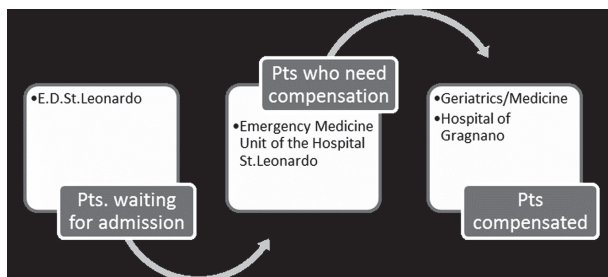 •E.D.St.Leonardo
Pts. waiting
for admission
Pts who need
compensation
•Emergency Medicine
Unit of the Hospital
St.Leonardo
•Geriatrics/Medicine
•Hospital of
Gragnano
Pts
compensated